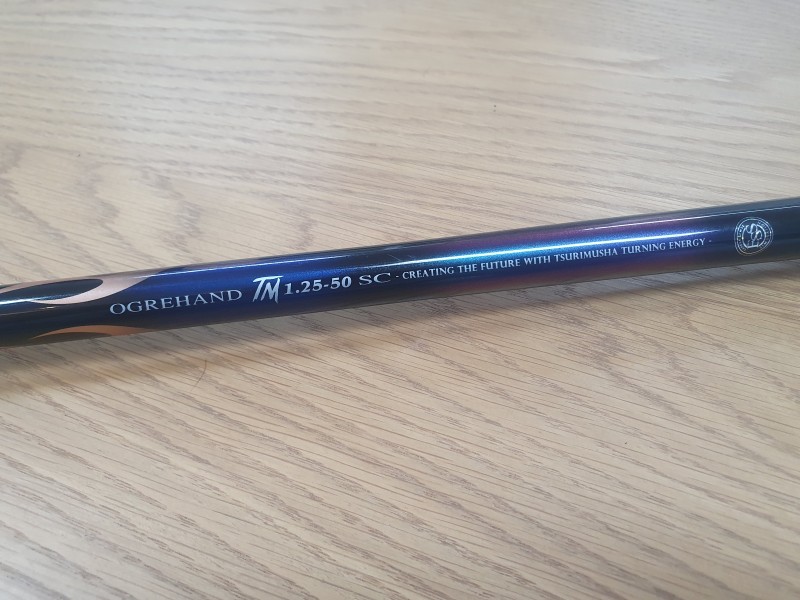 OGREHAND TM 1.25-50 SC - CREATING THE FUTURE WITH TSURIMUSHA TURNING ENERGY -